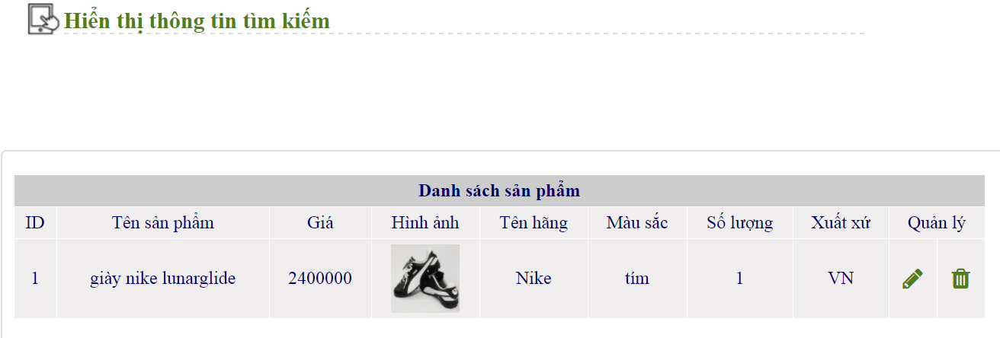 Hiển thị thông tin tìm kiếm
Danh sách sản phẩm
ID Tên sản phẩm Giá Hình ảnh Tên hãng Màu sắc Số lượng Xuất xứ Quản lý
1 giày nike lunarglide 2400000 Nike tím 1 VN